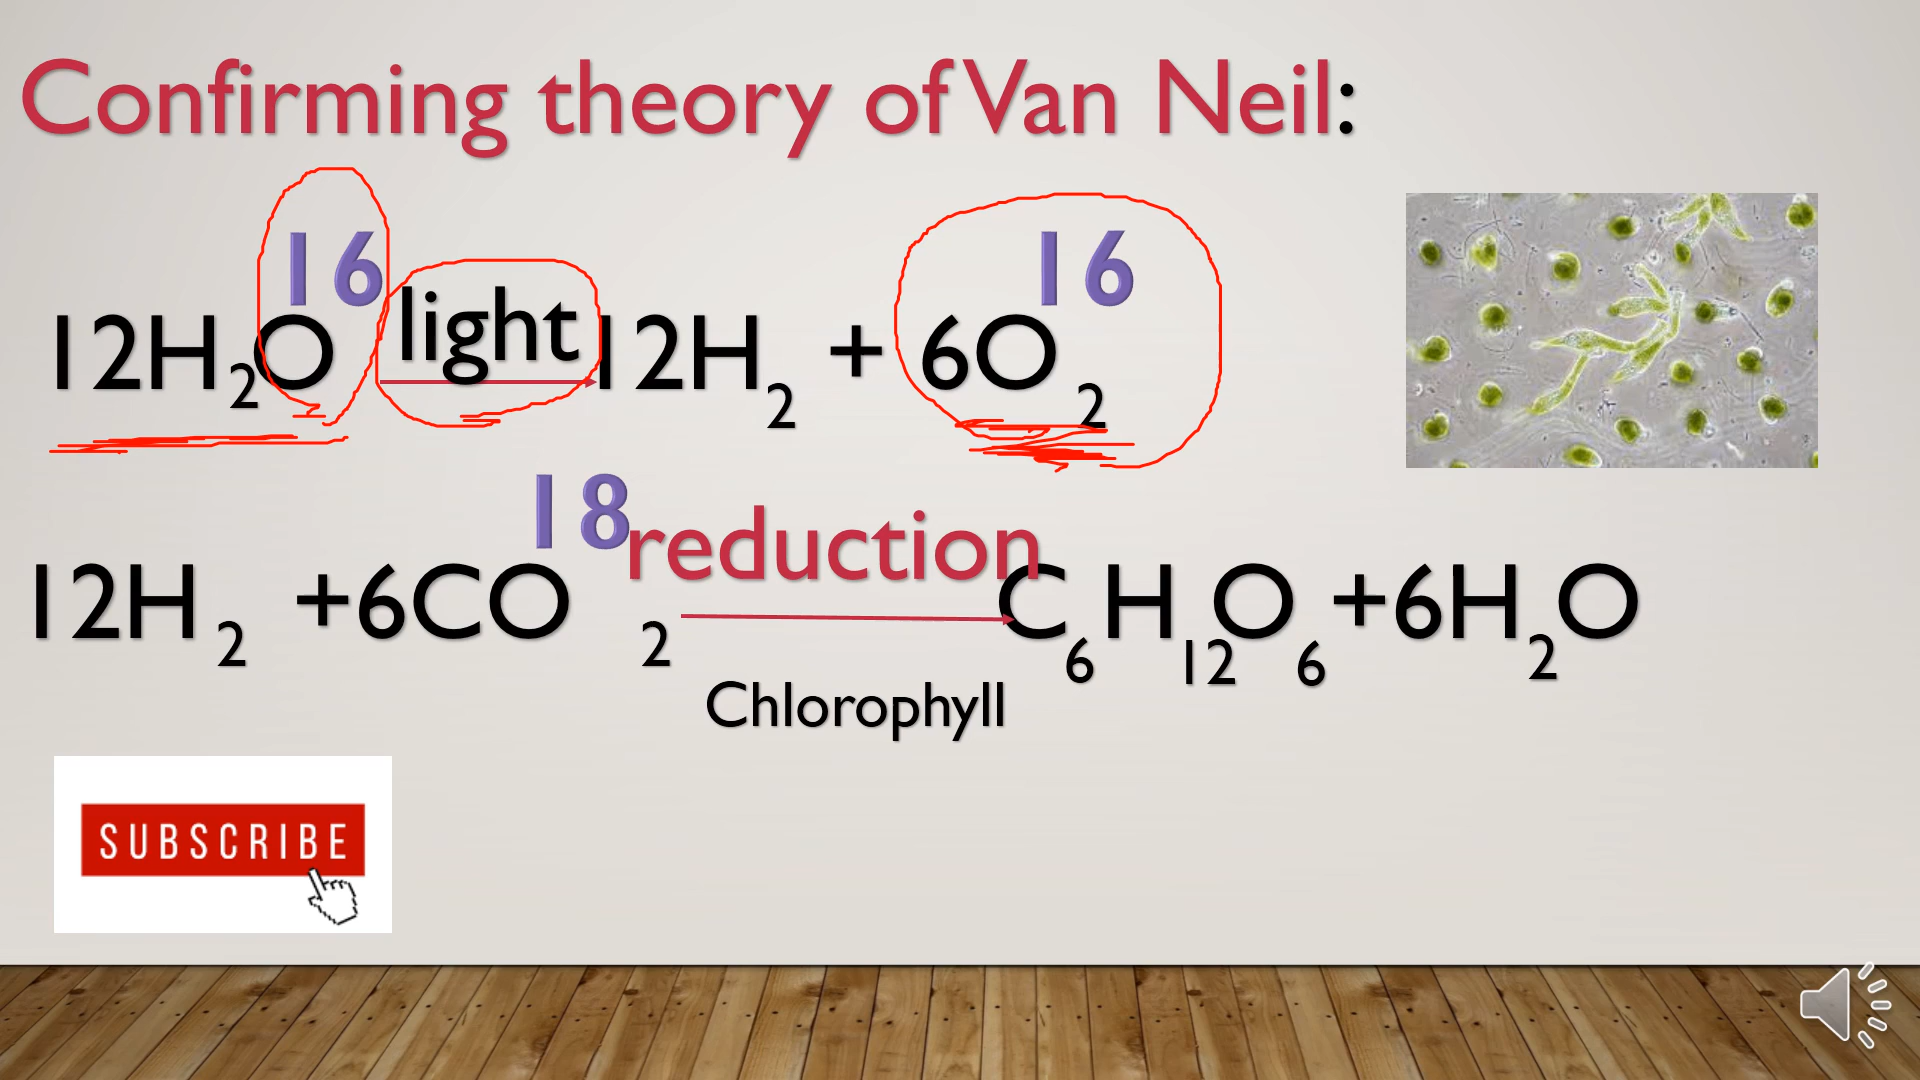 Confirming theory of Van Neil:
16 16
12H2O light 12H2 + 6O2
18
reduction
12H2 +6CO2 C6H12O6 +6H2O
Chlorophyll
SUBSCRIBE